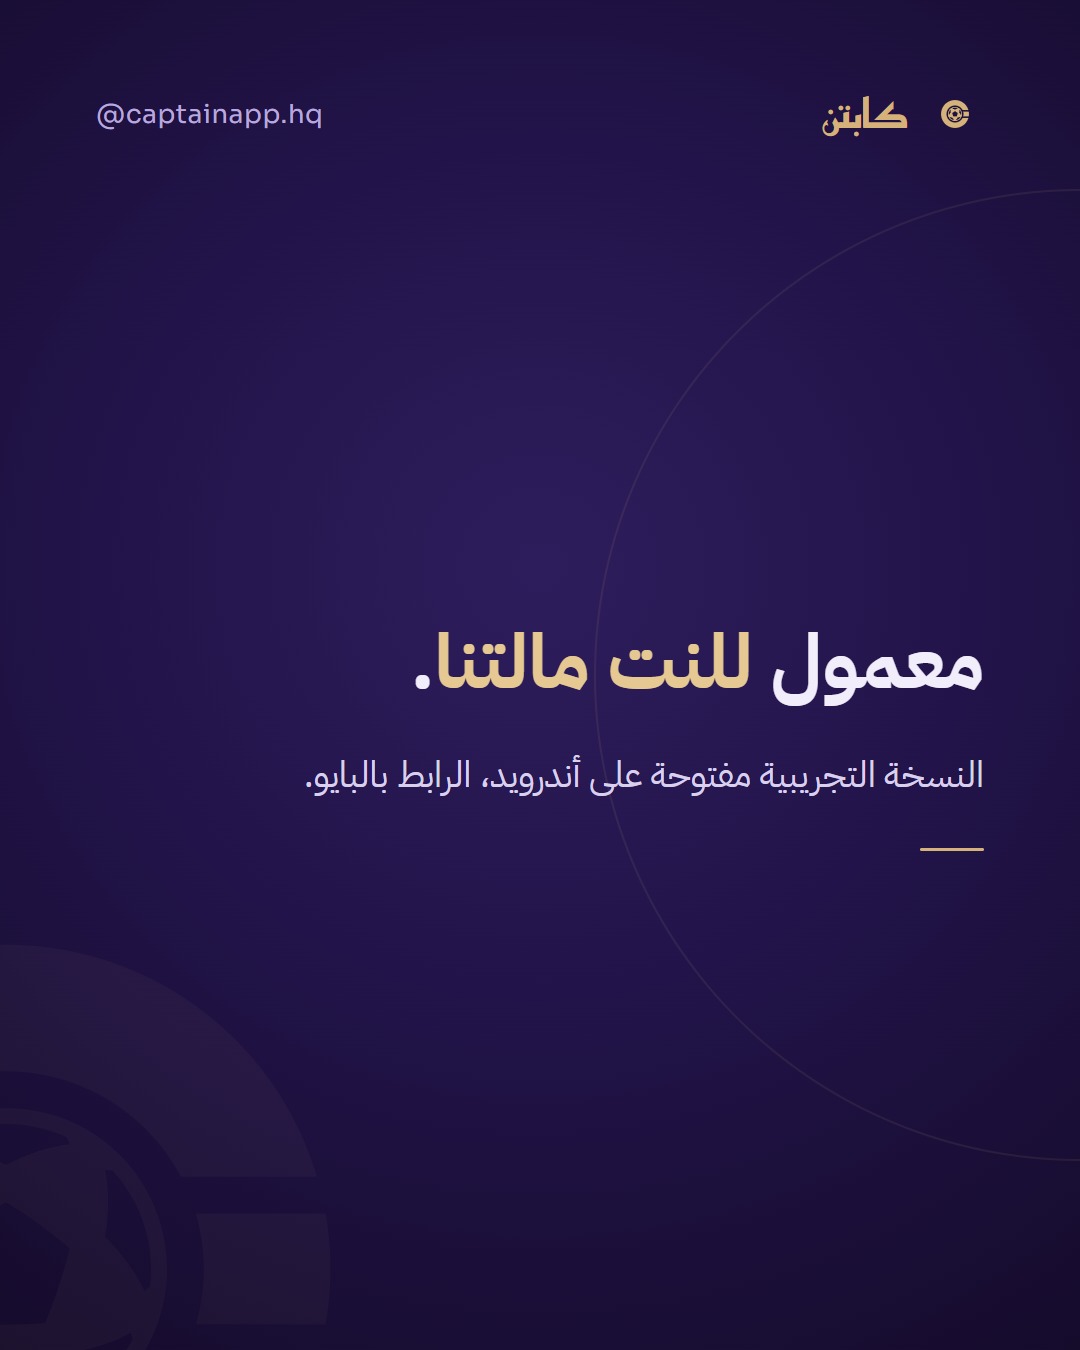 كابتن
@captainapp.hq
معمول للنت مالتنا.
النسخة التجريبية مفتوحة على أندرويد، الرابط بالبايو.